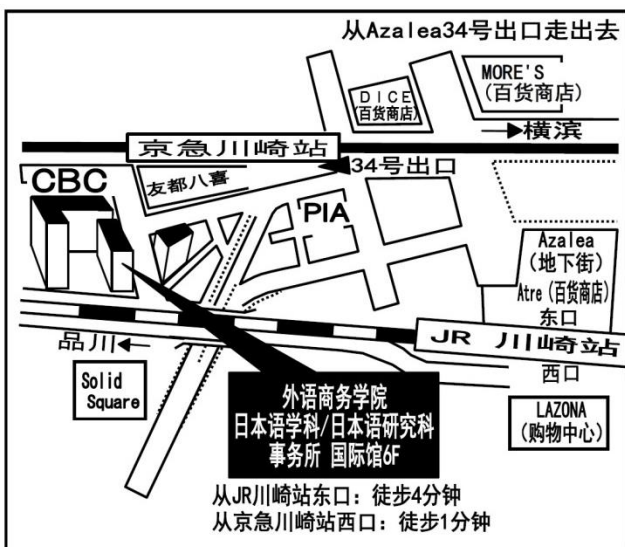 从Azalea34号出口走出去
MORE'S
(百货商店)
DICE
(百货商店)
→横滨
京急川崎站
34号出口
CBC
友都八喜
PIA
Azalea
(地下街)
Atre(百货商店)
东口
JR 川崎站
品川←
西口
Solid
Square
LAZONA
(购物中心)
外语商务学院
日本语学科/日本语研究科
事务所 国际馆6F
从JR川崎站东口：徒步4分钟
从京急川崎站西口：徒步1分钟